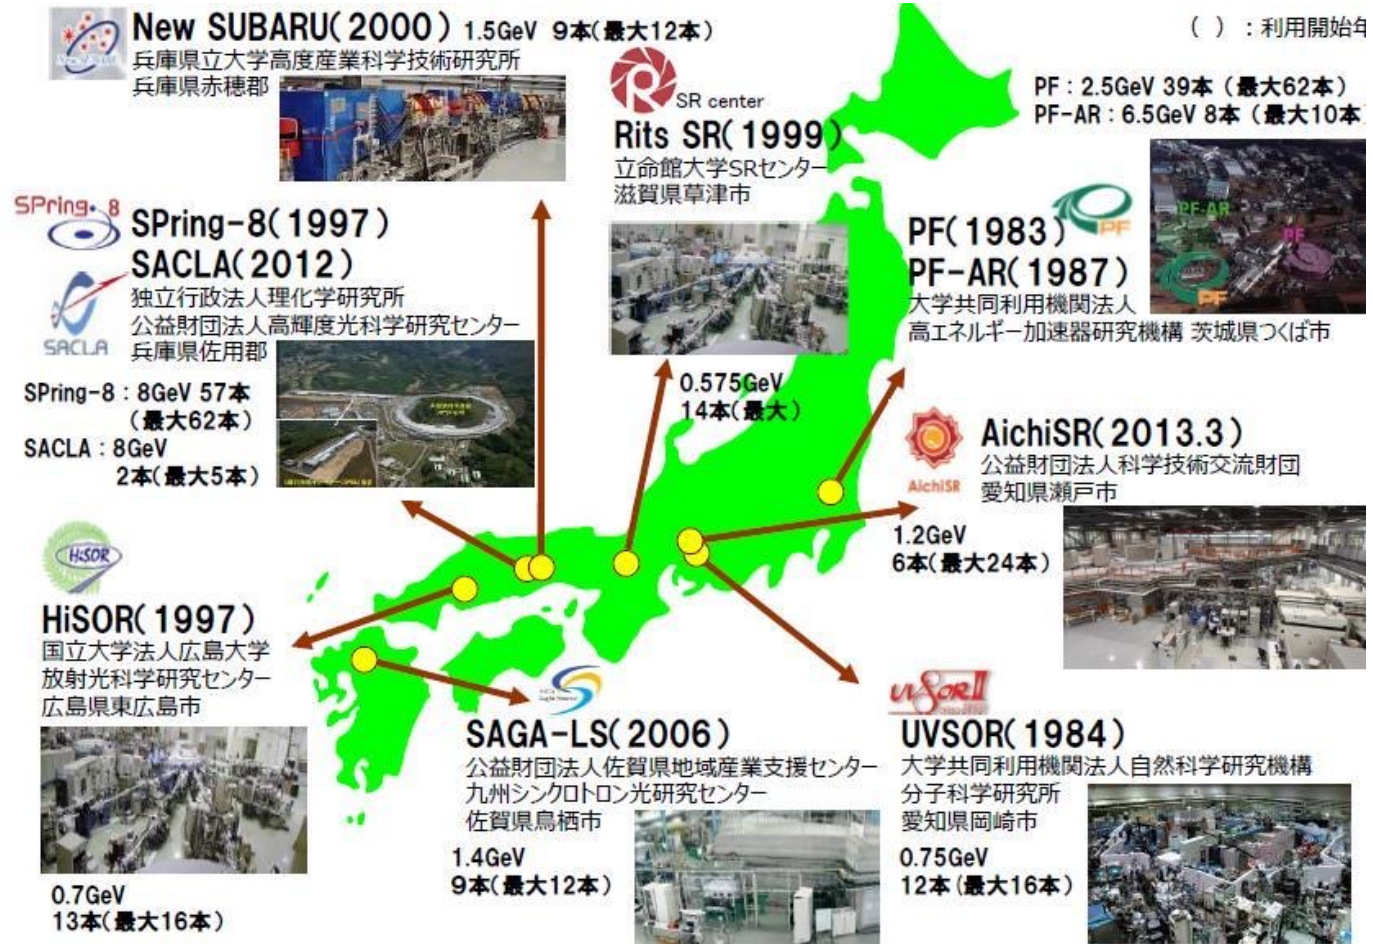 New SUBARU(2000) 1.5GeV 9本(最大12本)
兵庫県立大学高度産業科学技術研究所
兵庫県赤穂郡
( ) : 利用開始年
SR center
Rits SR(1999)
立命館大学SRセンター
滋賀県草津市
0.575GeV
14本(最大)
PF : 2.5GeV 39本 (最大62本)
PF-AR : 6.5GeV 8本 (最大10本
PF-AR
PF
PF
PF
PF(1983)
PF-AR(1987)
大学共同利用機関法人
高エネルギー加速器研究機構 茨城県つくば市
SPring-8
SPring-8(1997)
SACLA(2012)
SACLA
独立行政法人理化学研究所
公益財団法人高輝度光科学研究センター
兵庫県佐用郡
SPring-8 : 8GeV 57本
(最大62本)
SACLA : 8GeV
2本(最大5本)
AichiSR
AichiSR(2013.3)
公益財団法人科学技術交流財団
愛知県瀬戸市
1.2GeV
6本(最大24本)
HiSOR
HiSOR(1997)
国立大学法人広島大学
放射光科学研究センター
広島県東広島市
0.7GeV
13本(最大16本)
SAGA-LS(2006)
公益財団法人佐賀県地域産業支援センター
九州シンクロトロン光研究センター
佐賀県鳥栖市
1.4GeV
9本(最大12本)
UVSORII
UVSOR(1984)
大学共同利用機関法人自然科学研究機構
分子科学研究所
愛知県岡崎市
0.75GeV
12本(最大16本)